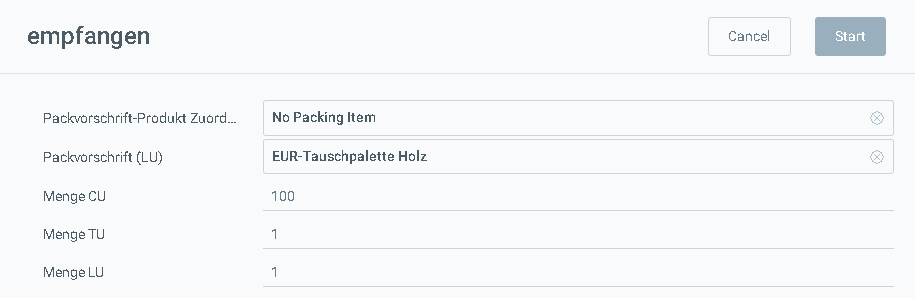 empfangen
Cancel
Start
Packvorschrift-Produkt Zuord...
No Packing Item
Packvorschrift (LU)
EUR-Tauschpalette Holz
Menge CU
100
Menge TU
1
Menge LU
1